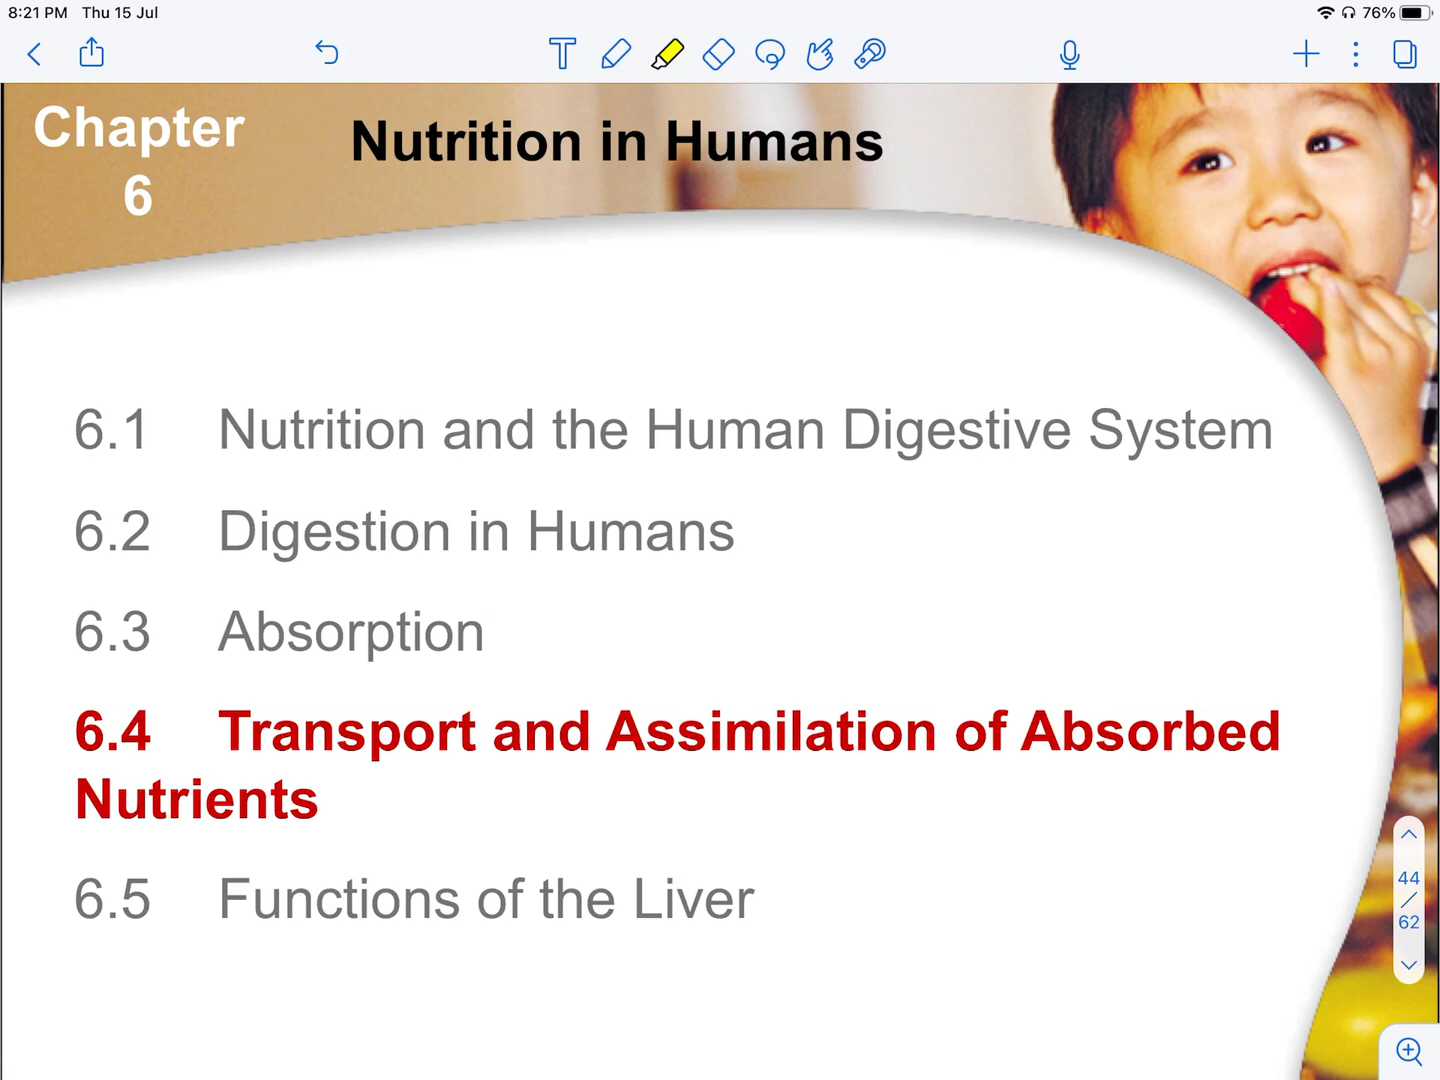 8:21 PM Thu 15 Jul
76%
Chapter
6
Nutrition in Humans
6.1 Nutrition and the Human Digestive System
6.2 Digestion in Humans
6.3 Absorption
6.4 Transport and Assimilation of Absorbed
Nutrients
6.5 Functions of the Liver
44
/
62